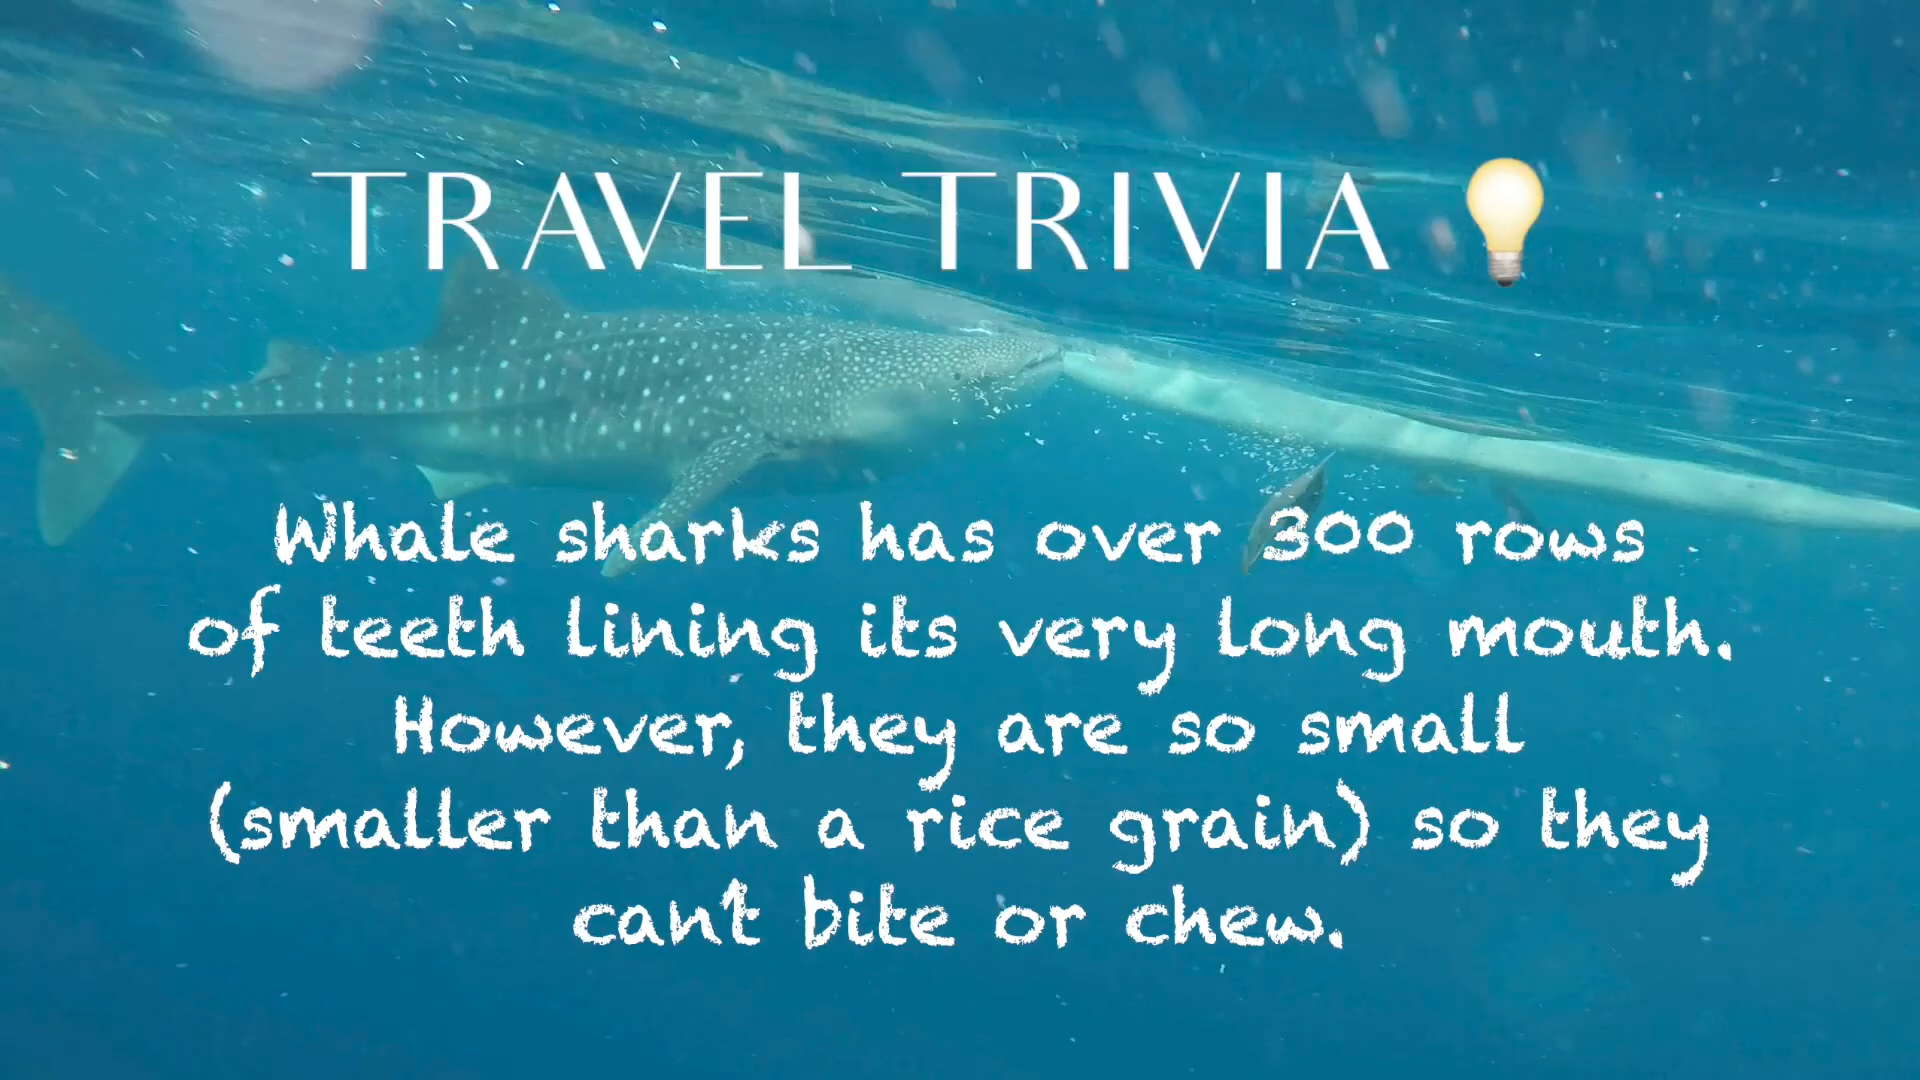 TRAVEL TRIVIA 💡
Whale sharks has over 300 rows
of teeth lining its very long mouth.
However, they are so small
(smaller than a rice grain) so they
can't bite or chew.